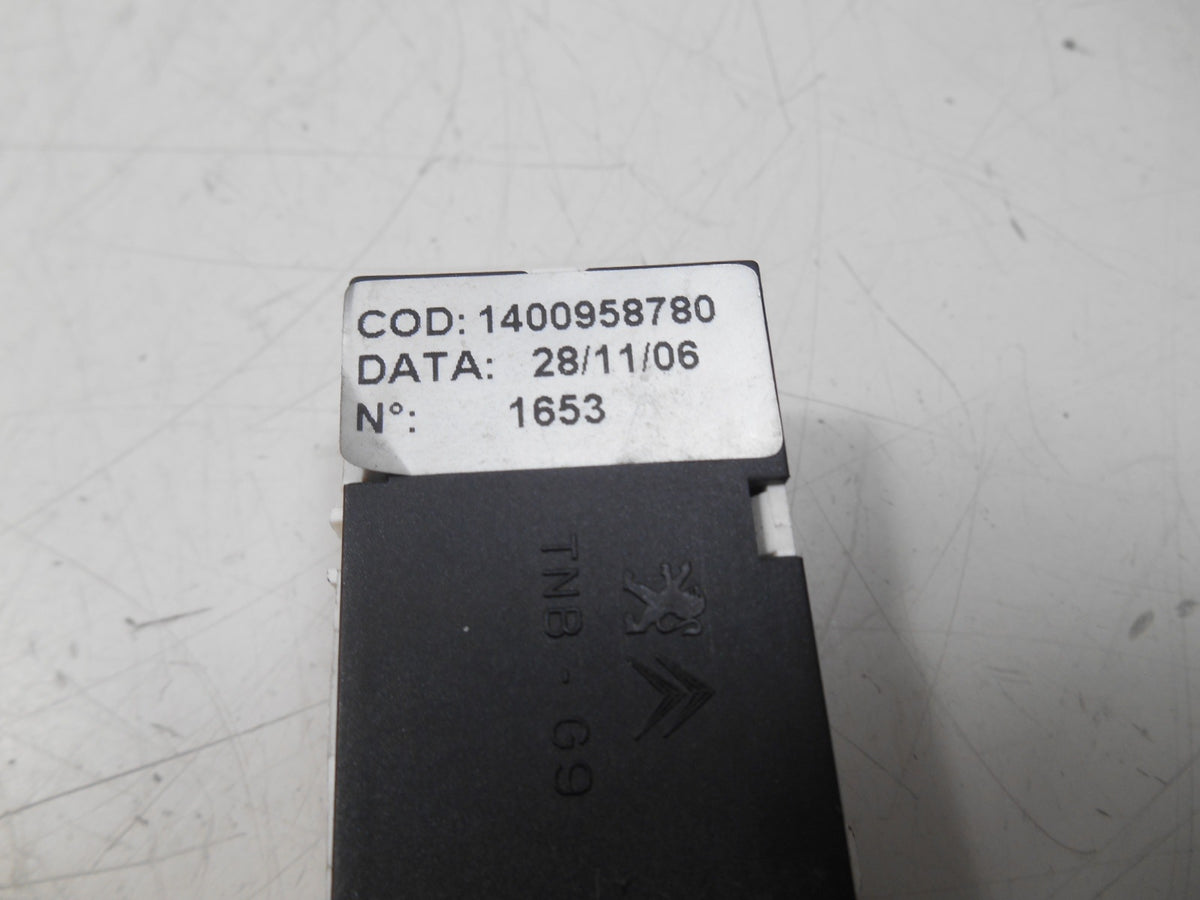 COD: 1400958780
DATA: 28/11/06
N°: 1653
TNB - G9